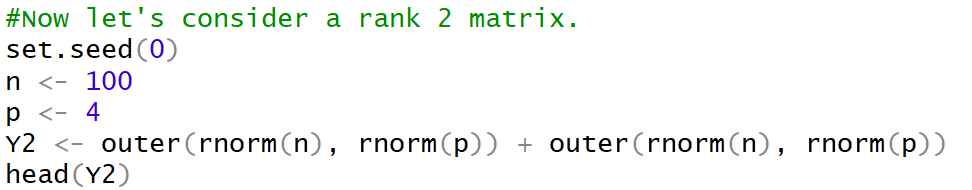 #Now let's consider a rank 2 matrix.
set.seed(0)
n <- 100
p <- 4
Y2 <- outer(rnorm(n), rnorm(p)) + outer(rnorm(n), rnorm(p))
head(Y2)